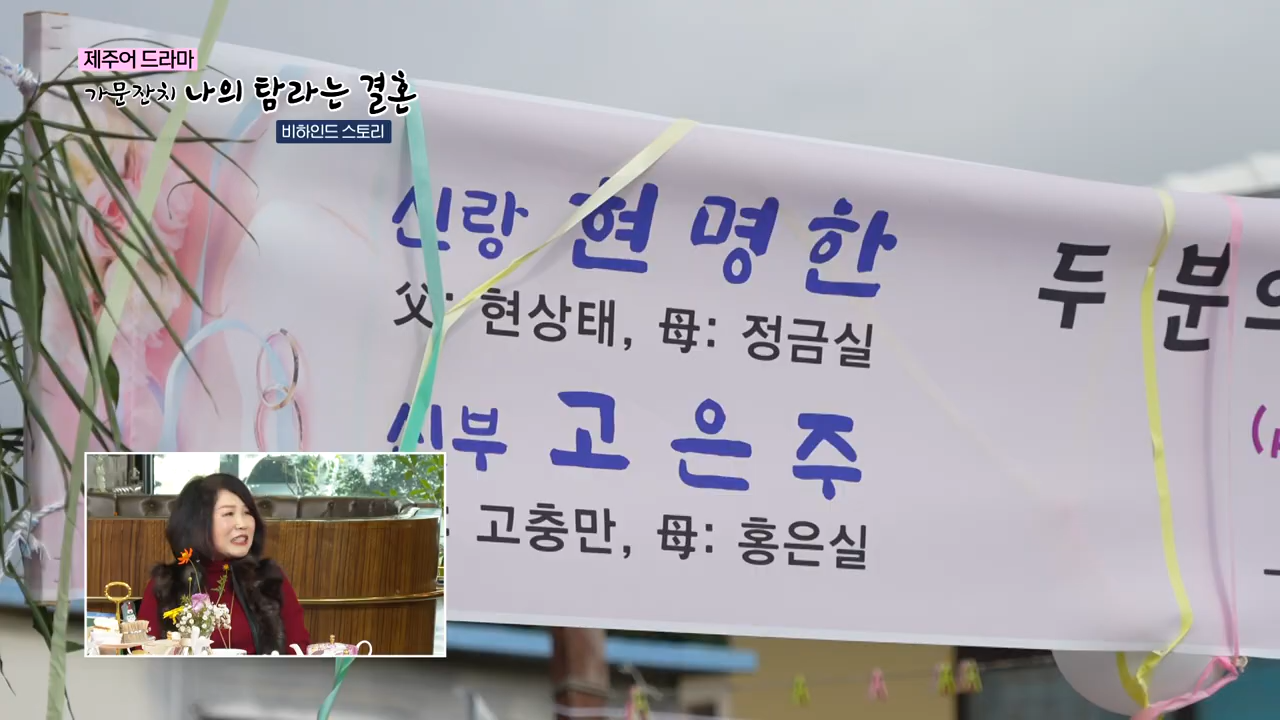 제주어 드라마
가문잔치 나의 탐라는 결혼
비하인드 스토리
신랑 현명한
父: 현상태, 母: 정금실
두 분의
신부 고은주
고충만, 母: 홍은실